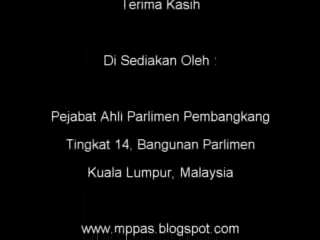 Terima Kasih
Di Sediakan Oleh :
Pejabat Ahli Parlimen Pembangkang
Tingkat 14, Bangunan Parlimen
Kuala Lumpur, Malaysia
www.mppas.blogspot.com